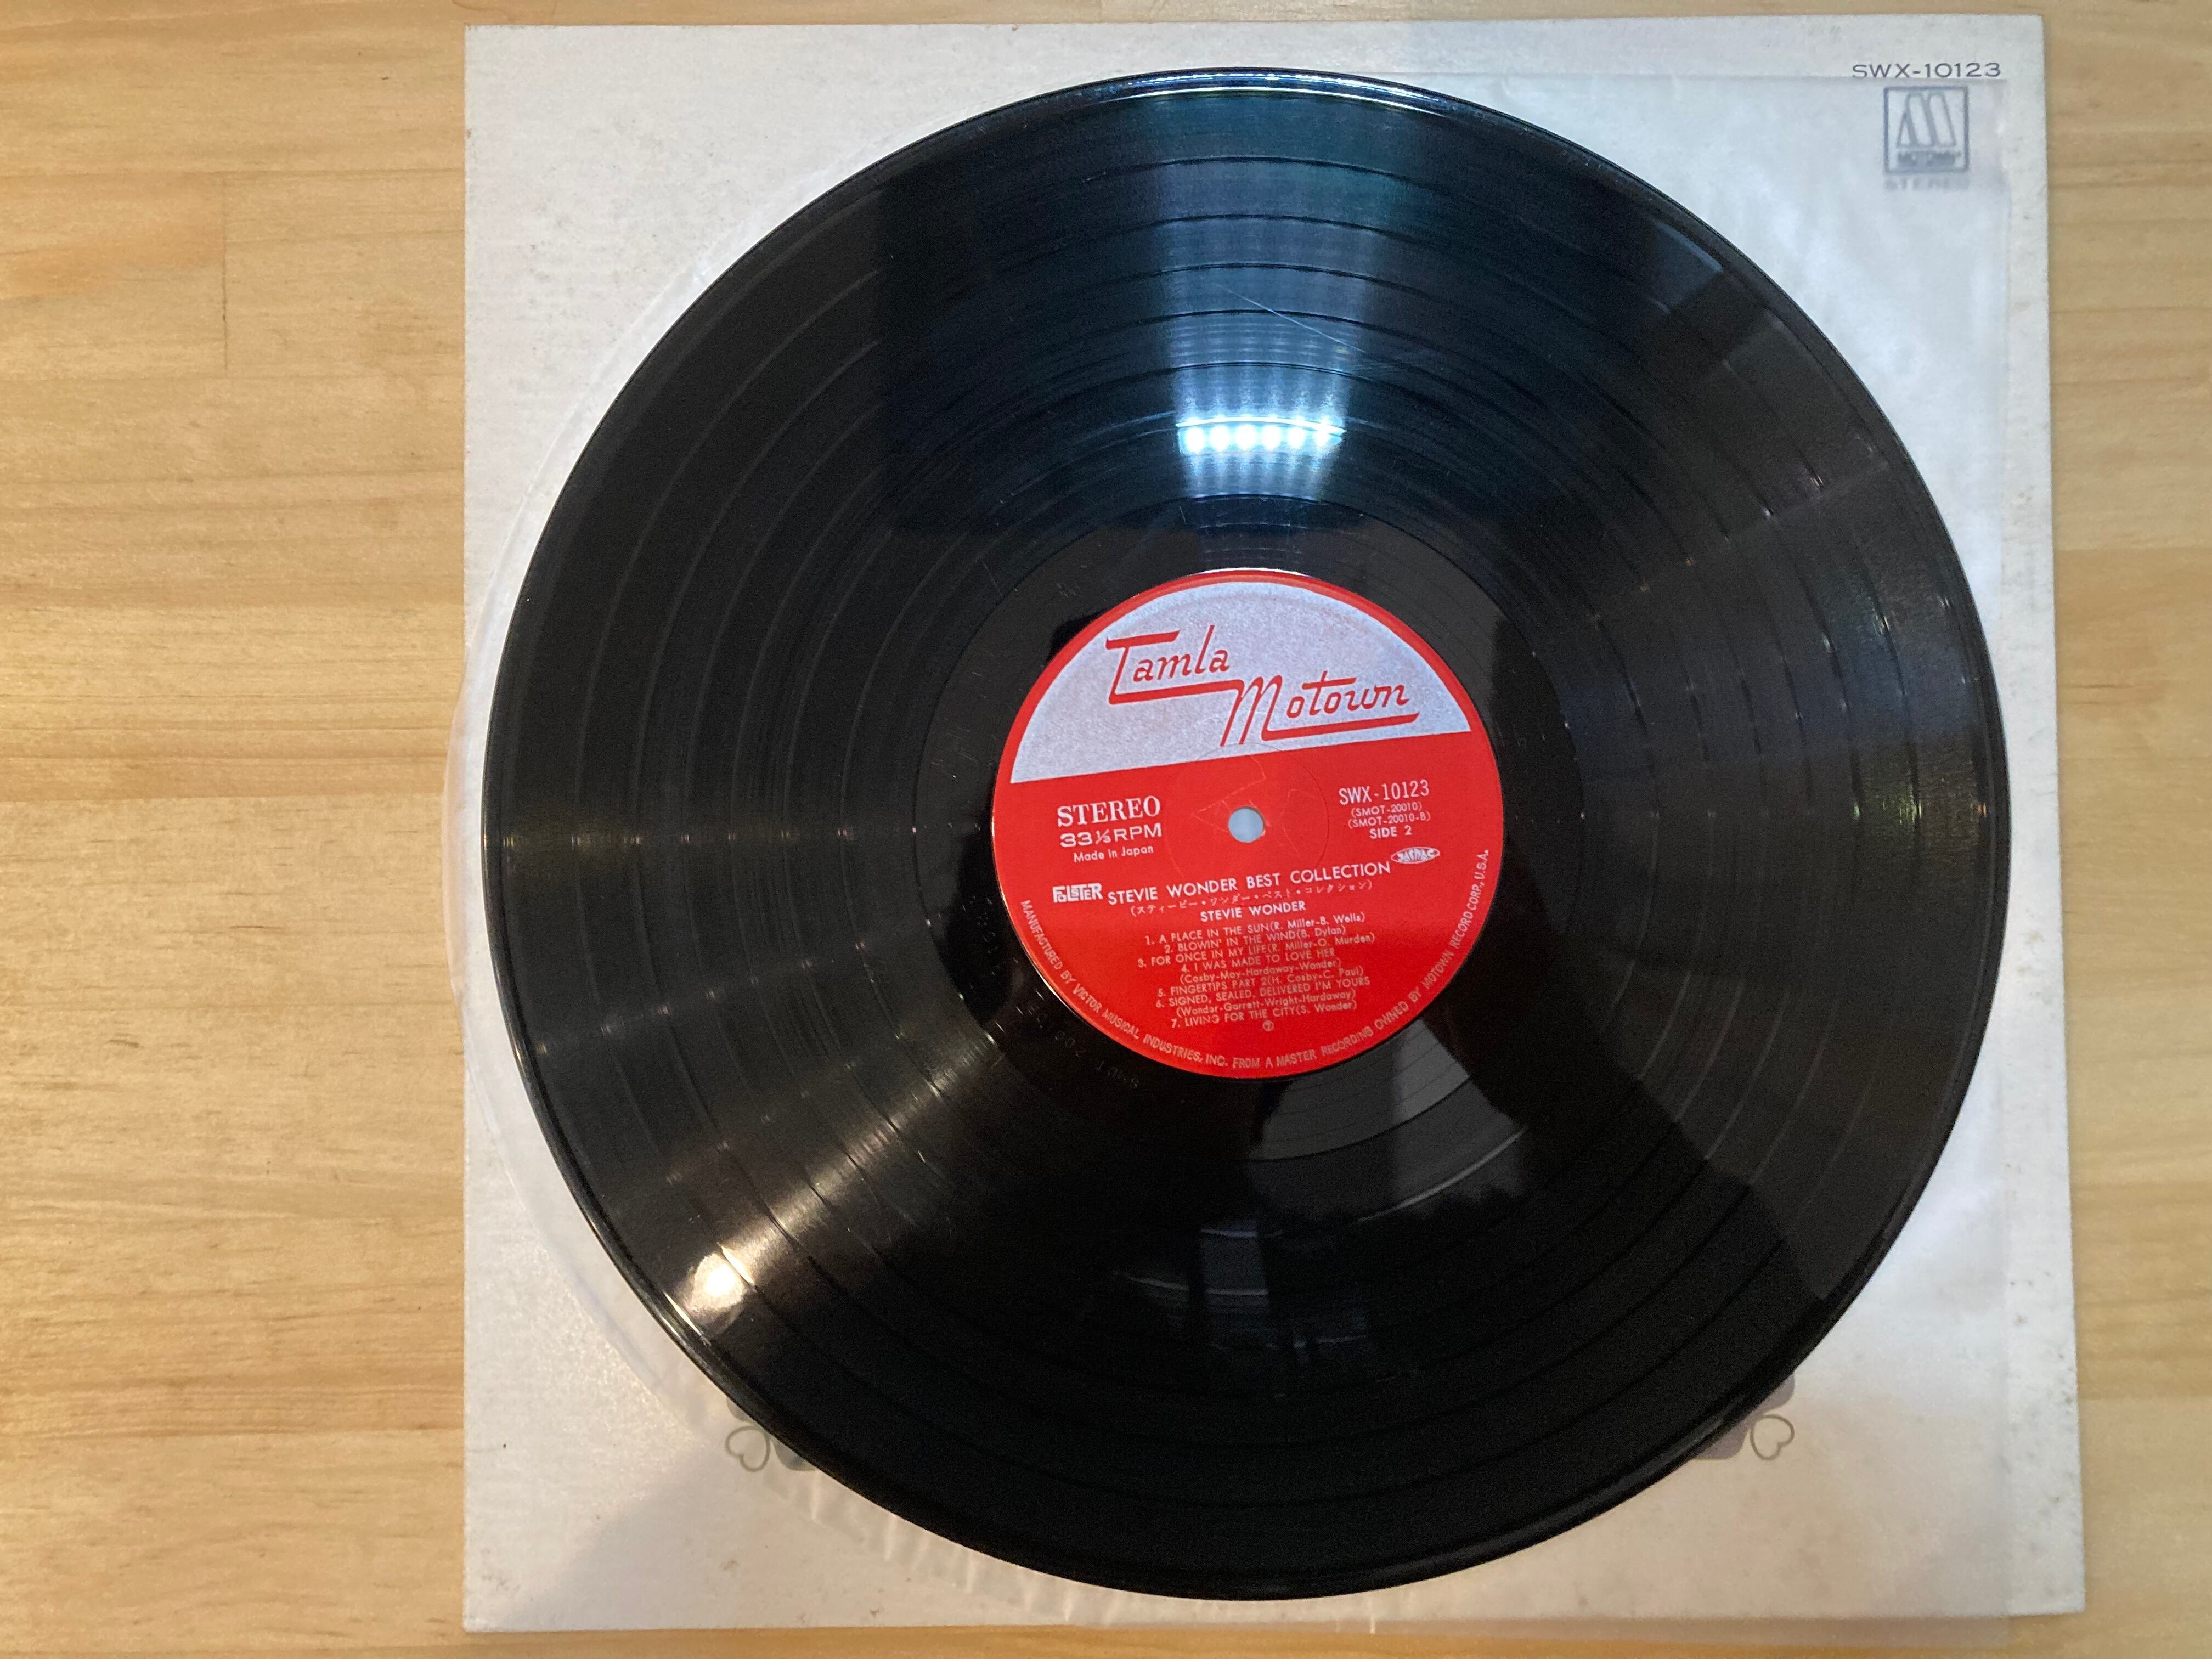 SWX-10123
MOTOWN
STEREO
Tamla
Motown
STEREO
33⅓RPM
Made in Japan
SWX-10123
(SMOT-20010)
(SMOT-20010-B)
SIDE 2
JASRAC
FOLSTER
STEVIE WONDER BEST COLLECTION
(スティービー・ワンダー・ベスト・コレクション)
STEVIE WONDER
1. A PLACE IN THE SUN(R. Miller-B. Wells)
2. BLOWIN' IN THE WIND(B. Dylan)
3. FOR ONCE IN MY LIFE(R. Miller-O. Murden)
4. I WAS MADE TO LOVE HER
(Cosby-Moy-Hardaway-Wonder)
5. FINGERTIPS PART 2(H. Cosby-C. Paul)
6. SIGNED, SEALED, DELIVERED I'M YOURS
(Wonder-Garrett-Wright-Hardaway)
7. LIVING FOR THE CITY(S. Wonder)
MANUFACTURED BY VICTOR MUSICAL INDUSTRIES, INC. FROM A MASTER RECORDING OWNED BY MOTOWN RECORD CORP., U.S.A.